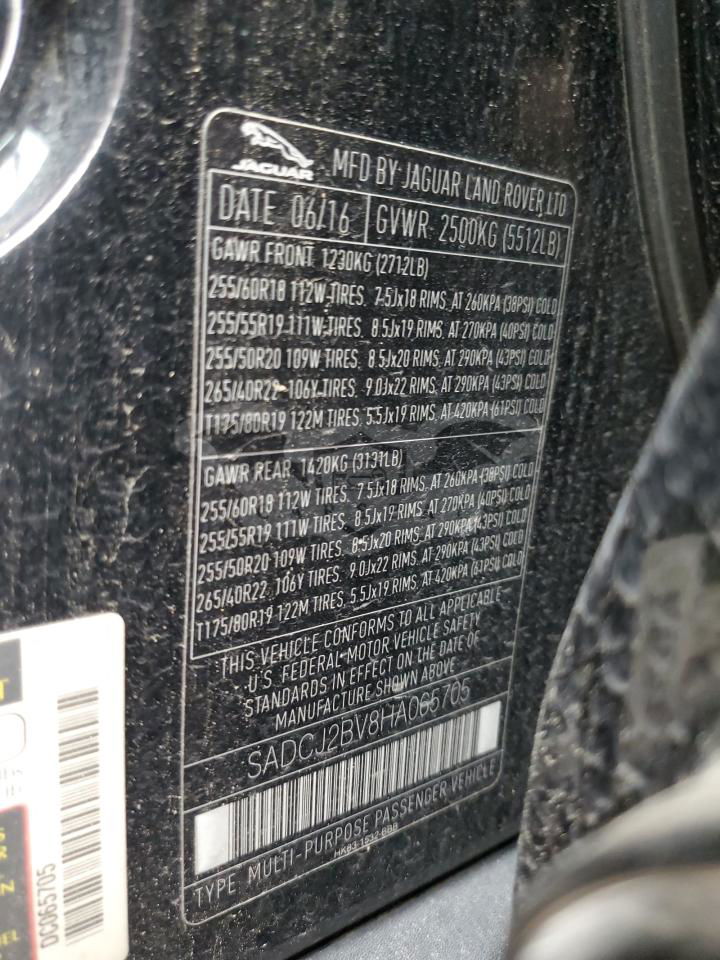 JAGUAR
MFD BY JAGUAR LAND ROVER LTD
DATE 06/16 GVWR 2500KG (5512LB)
GAWR FRONT 1230KG (2712LB)
255/60R18 112W TIRES, 7.5Jx18 RIMS, AT 260KPA (38PSI) COLD
255/55R19 111W TIRES, 8.5Jx19 RIMS, AT 270KPA (40PSI) COLD
255/50R20 109W TIRES, 8.5Jx20 RIMS, AT 290KPA (43PSI) COLD
265/40R22 106Y TIRES, 9.0Jx22 RIMS, AT 290KPA (43PSI) COLD
T175/80R19 122M TIRES, 5.5Jx19 RIMS, AT 420KPA (61PSI) COLD
GAWR REAR 1420KG (3131LB)
255/60R18 112W TIRES, 7.5Jx18 RIMS, AT 260KPA (38PSI) COLD
255/55R19 111W TIRES, 8.5Jx19 RIMS, AT 270KPA (40PSI) COLD
255/50R20 109W TIRES, 8.5Jx20 RIMS, AT 290KPA (43PSI) COLD
265/40R22 106Y TIRES, 9.0Jx22 RIMS, AT 290KPA (43PSI) COLD
T175/80R19 122M TIRES, 5.5Jx19 RIMS, AT 420KPA (61PSI) COLD
THIS VEHICLE CONFORMS TO ALL APPLICABLE
U.S. FEDERAL MOTOR VEHICLE SAFETY
STANDARDS IN EFFECT ON THE DATE OF
MANUFACTURE SHOWN ABOVE
SADCJ2BV8HA065705
TYPE MULTI-PURPOSE PASSENGER VEHICLE
HK83-1532-BBB
DC065705